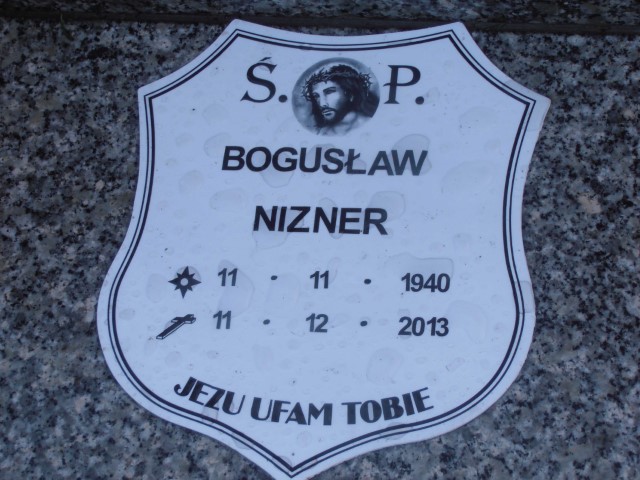 Ś. P.
BOGUSŁAW
NIZNER
11 · 11 · 1940
11 · 12 · 2013
JEZU UFAM TOBIE